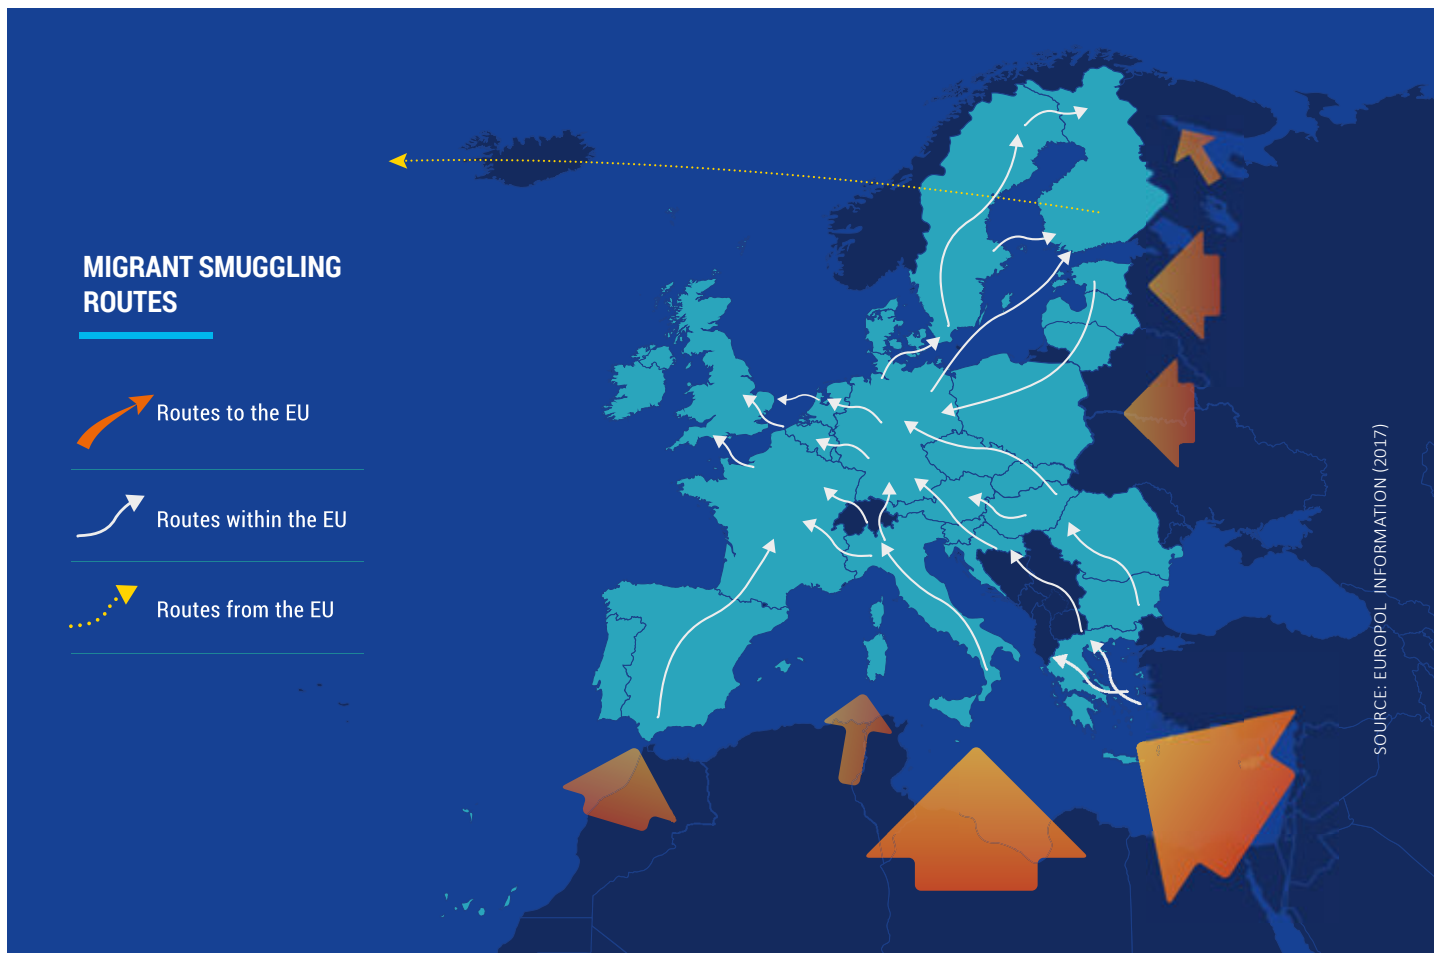 MIGRANT SMUGGLING
ROUTES
Routes to the EU
Routes within the EU
Routes from the EU
SOURCE: EUROPOL INFORMATION (2017)